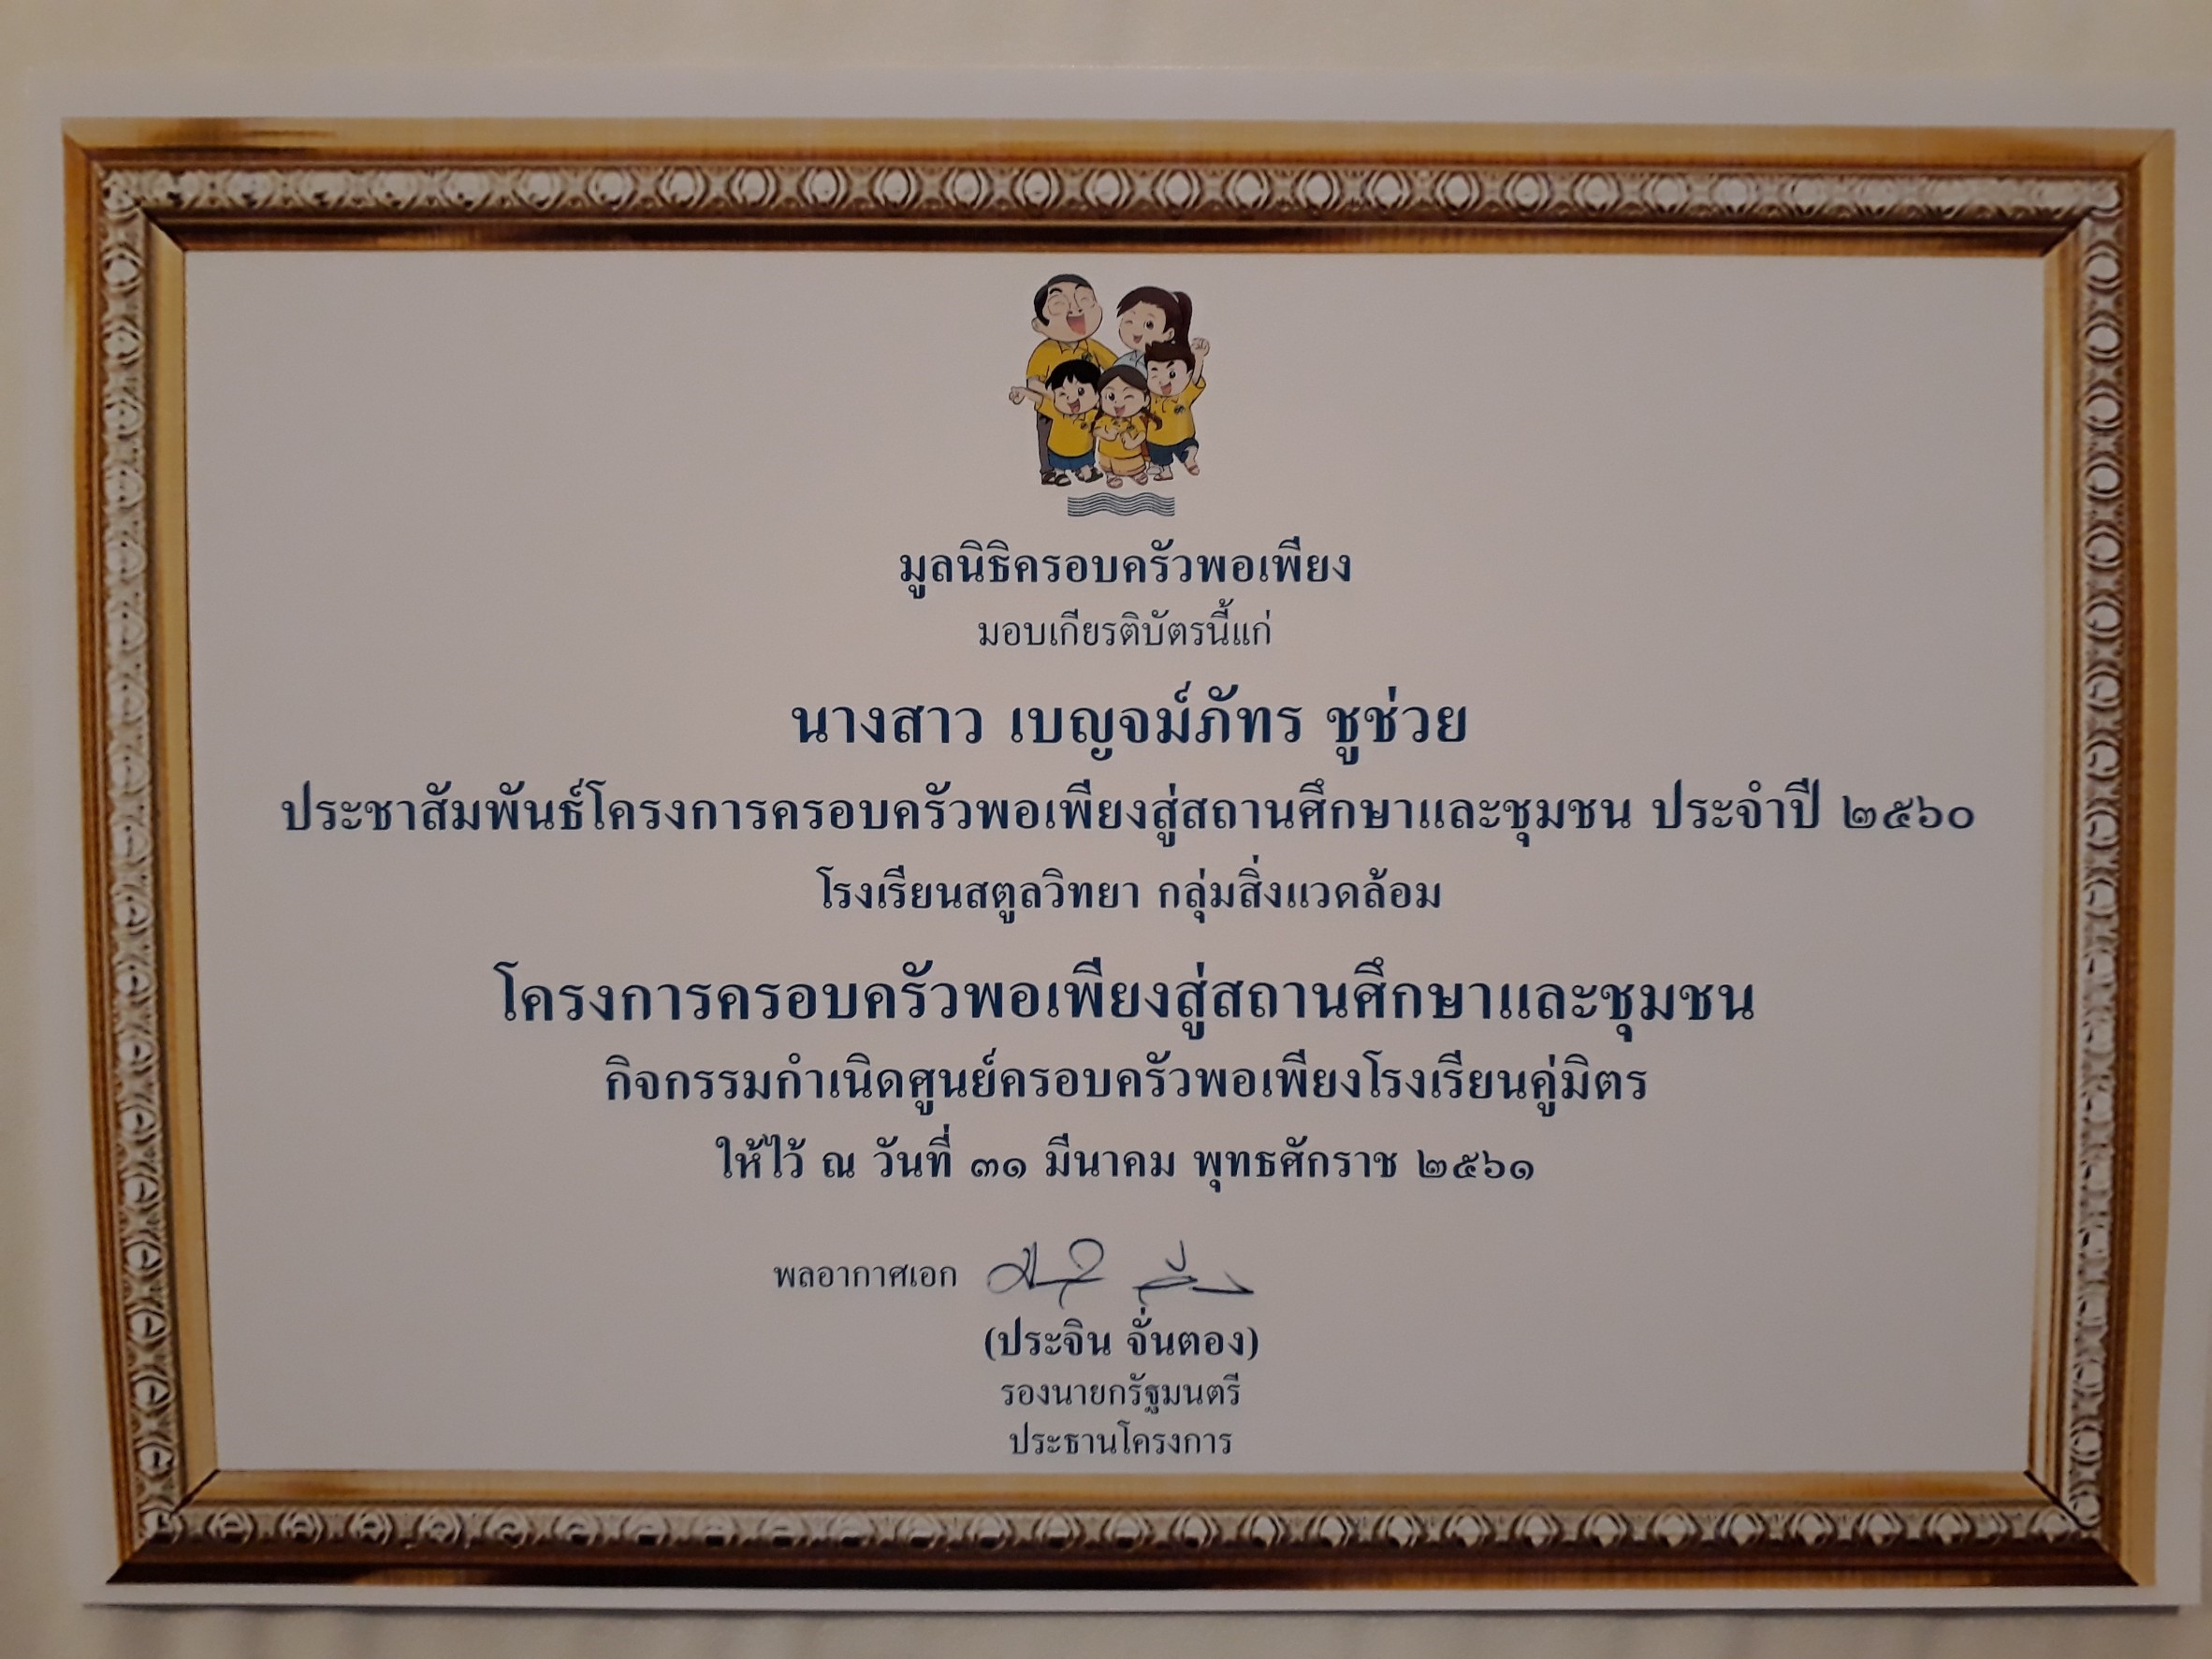 มูลนิธิครอบครัวพอเพียง
มอบเกียรติบัตรนี้แก่
นางสาว เบญจม์ภัทร ชูช่วย
ประชาสัมพันธ์โครงการครอบครัวพอเพียงสู่สถานศึกษาและชุมชน ประจำปี ๒๕๖๐
โรงเรียนสตูลวิทยา กลุ่มสิ่งแวดล้อม
โครงการครอบครัวพอเพียงสู่สถานศึกษาและชุมชน
กิจกรรมกำเนิดศูนย์ครอบครัวพอเพียงโรงเรียนคู่มิตร
ให้ไว้ ณ วันที่ ๓๑ มีนาคม พุทธศักราช ๒๕๖๑
พลอากาศเอก
(ประจิน จั่นตอง)
รองนายกรัฐมนตรี
ประธานโครงการ